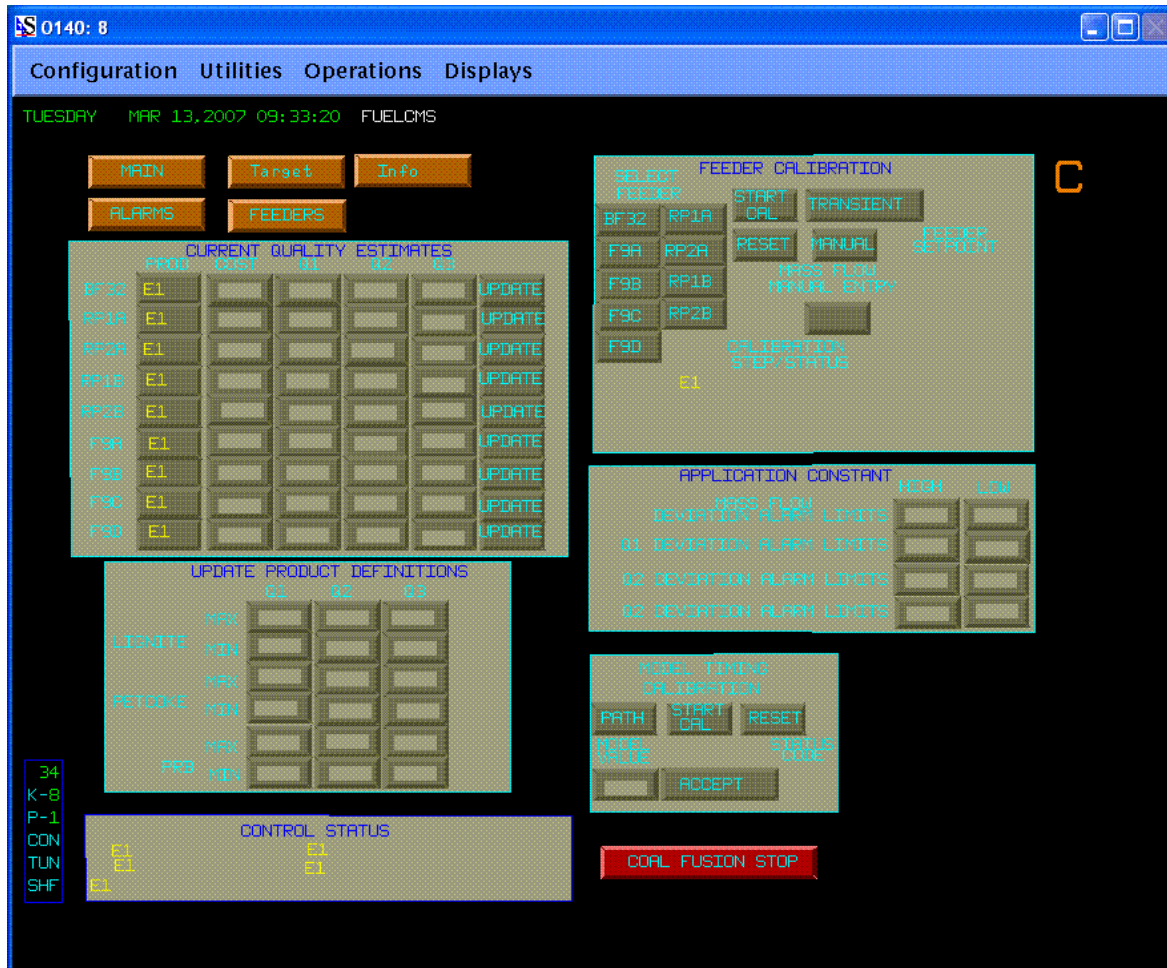 O140: 8
Configuration Utilities Operations Displays
TUESDAY MAR 13,2007 09:33:20 FUELCMS
MAIN Target Info
ALARMS FEEDERS
CURRENT QUALITY ESTIMATES
PROD COST Q1 Q2 Q3
BF32 E1 UPDATE
RP1A E1 UPDATE
RP2A E1 UPDATE
RP1B E1 UPDATE
RP2B E1 UPDATE
F9A E1 UPDATE
F9B E1 UPDATE
F9C E1 UPDATE
F9D E1 UPDATE
UPDATE PRODUCT DEFINITIONS
Q1 Q2 Q3
MAX
LIGNITE MIN
MAX
PETCOKE MIN
MAX
PRB MIN
34
K-8
P-1
CON
TUN
SHF
CONTROL STATUS
E1 E1
E1 E1
E1
FEEDER CALIBRATION
SELECT
FEEDER
START
CAL
TRANSIENT
BF32 RP1A
F9A RP2A
F9B RP1B
F9C RP2B
F9D
RESET MANUAL
FEEDER
SETPOINT
MASS FLOW
MANUAL ENTRY
CALIBRATION
STEP/STATUS
E1
C
APPLICATION CONSTANT
HIGH LOW
MASS FLOW
DEVIATION ALARM LIMITS
Q1 DEVIATION ALARM LIMITS
Q2 DEVIATION ALARM LIMITS
Q2 DEVIATION ALARM LIMITS
MODEL TIMING
CALIBRATION
PATH START CAL RESET
MODEL
VALUE
STATUS
CODE
ACCEPT
COAL FUSION STOP